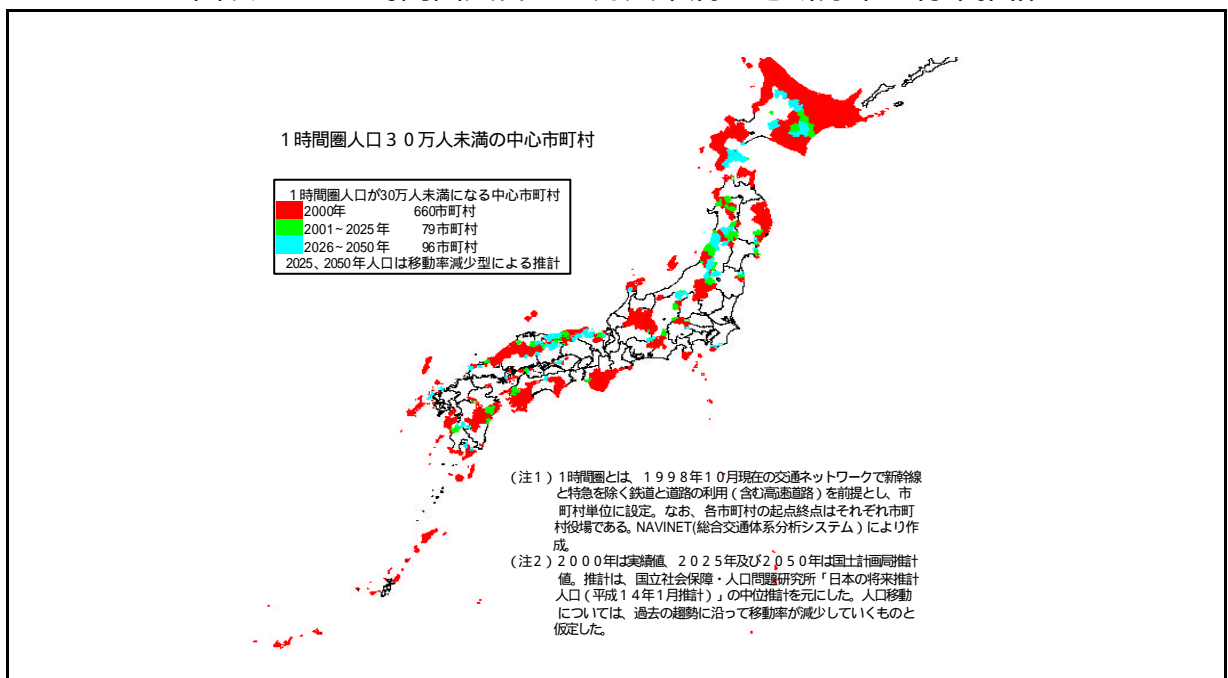 1時間圏人口30万人未満の中心市町村
1時間圏人口が30万人未満になる中心市町村
2000年 660市町村
2001~2025年 79市町村
2026~2050年 96市町村
2025、2050年人口は移動率減少型による推計
(注1)1時間圏とは、1998年10月現在の交通ネットワークで新幹線
と特急を除く鉄道と道路の利用(含む高速道路)を前提とし、市
町村単位に設定。なお、各市町村の起点終点はそれぞれ市町
村役場である。NAVINET(総合交通体系分析システム)により作
成。
(注2)2000年は実績値、2025年及び2050年は国土計画局推計
値。推計は、国立社会保障・人口問題研究所「日本の将来推計
人口(平成14年1月推計)」の中位推計を元にした。人口移動
については、過去の趨勢に沿って移動率が減少していくものと
仮定した。